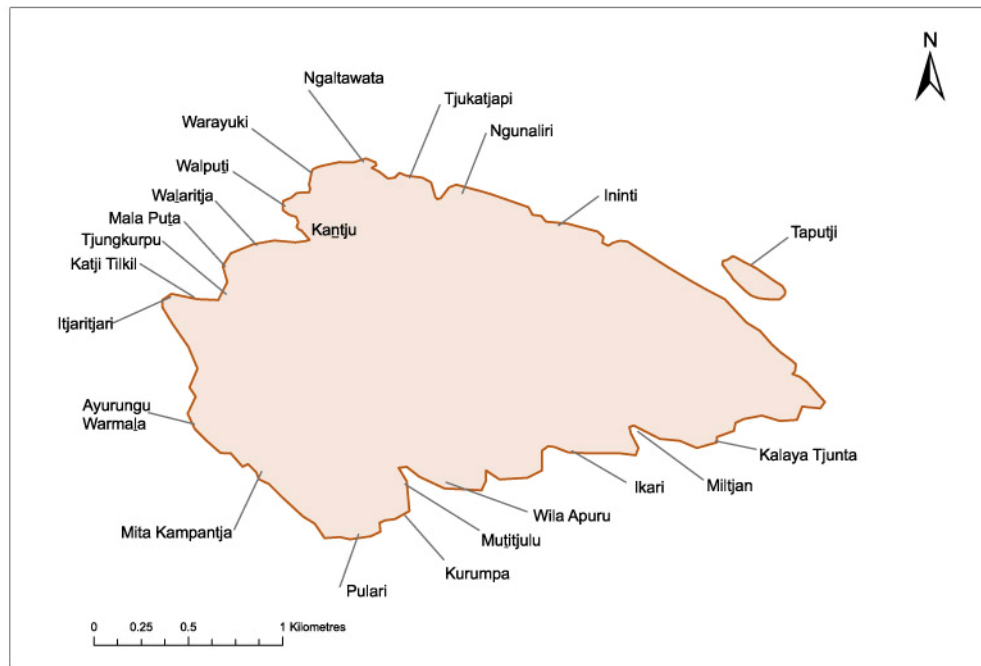 N
Ngaltawata
Tjukatjapi
Warayuki
Ngunaliri
Walpuṯi
Waḻaritja
Ininti
Mala Puṯa
Kaṉtju
Taputji
Tjungkurpu
Katji Tilkil
Itjaritjari
Ayurungu
Warmaḻa
Kalaya Tjunta
Miltjan
Ikari
Wila Apuru
Mita Kampantja
Muṯitjulu
Kurumpa
Pulari
0 0.25 0.5 1 Kilometres